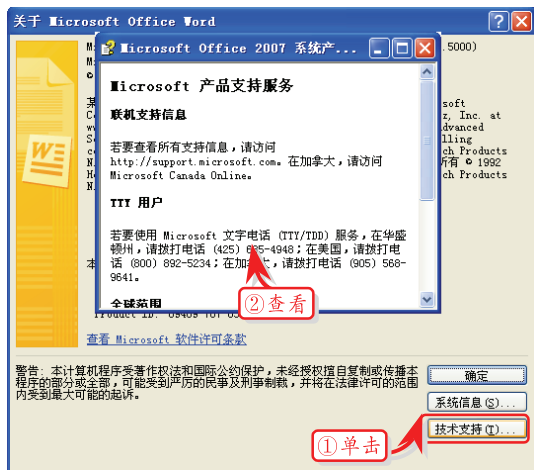 关于 Microsoft Office Word
Microsoft Office 2007 系统产...
.5000)
Microsoft 产品支持服务
联机支持信息
若要查看所有支持信息，请访问
http://support.microsoft.com。在加拿大，请访问
Microsoft Canada Online。
TTY 用户
若要使用 Microsoft 文字电话 (TTY/TDD) 服务，在华盛
顿州，请拨打电话 (425) 635-4948；在美国，请拨打电
话 (800) 892-5234；在加拿大，请拨打电话 (905) 568-
9641。
全球范围
soft
z, Inc. at
dvanced
lling
ch Products
所有 © 1992
ch Products
②查看
查看 Microsoft 软件许可条款
警告: 本计算机程序受著作权法和国际公约保护，未经授权擅自复制或传播本
程序的部分或全部，可能受到严厉的民事及刑事制裁，并将在法律许可的范围
内受到最大可能的起诉。
确定
系统信息(S)...
技术支持(T)...
①单击